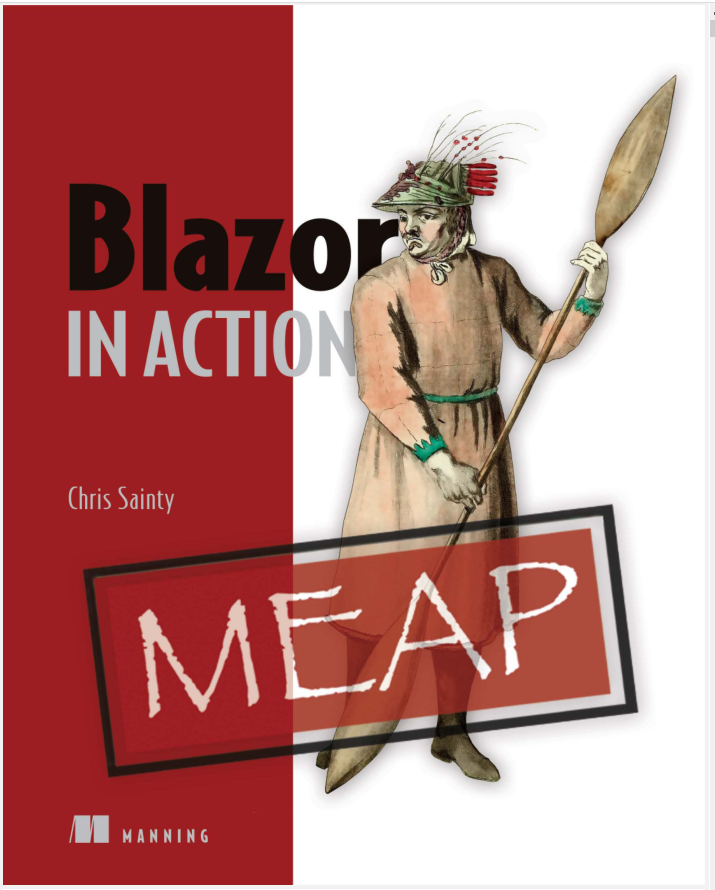 Blazor
IN ACTION
Chris Sainty
MEAP
MANNING